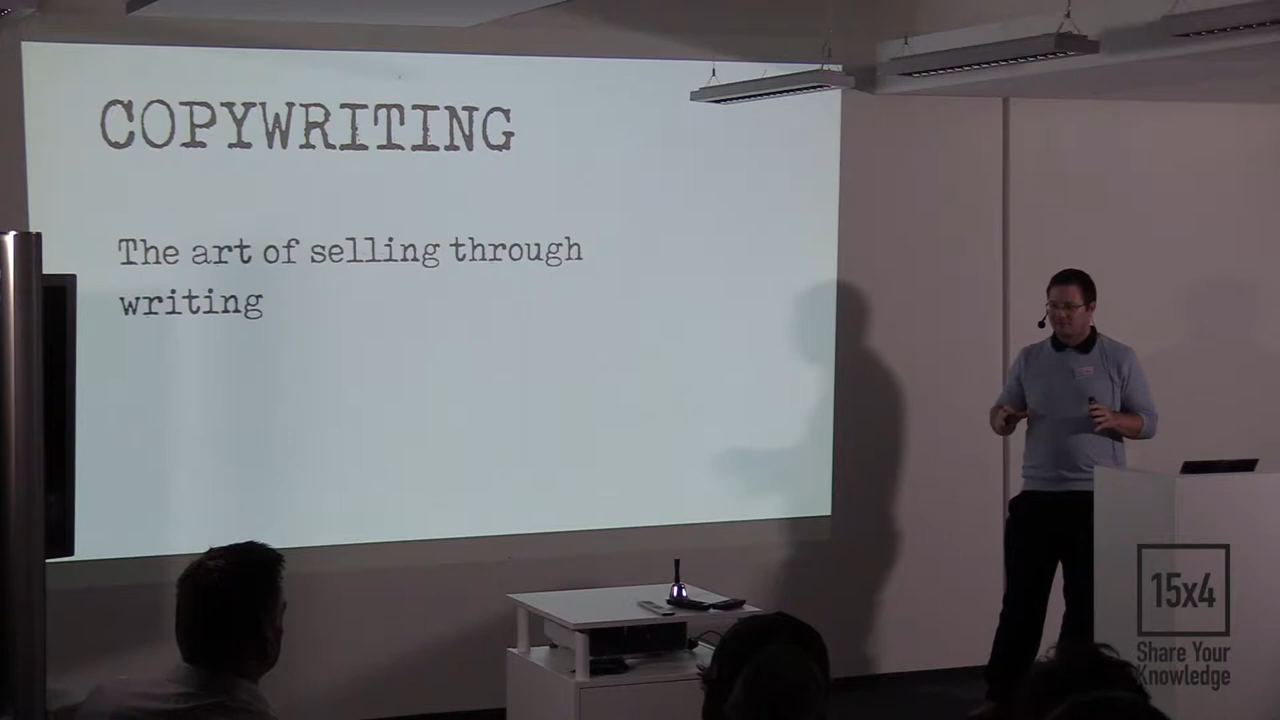 COPYWRITING
The art of selling through
writing
15x4
Share Your
Knowledge